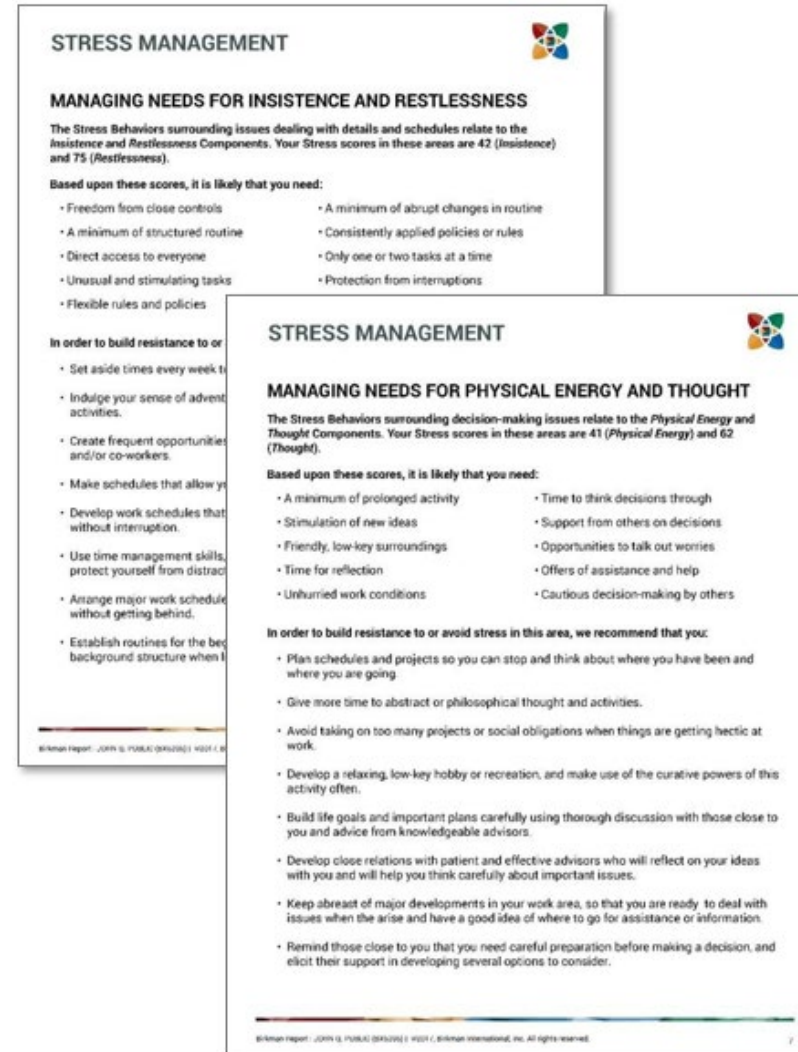 STRESS MANAGEMENT
MANAGING NEEDS FOR INSISTENCE AND RESTLESSNESS
The Stress Behaviors surrounding issues dealing with details and schedules relate to the
Insistence and Restlessness Components. Your Stress scores in these areas are 42 (Insistence)
and 75 (Restlessness).
Based upon these scores, it is likely that you need:
• Freedom from close controls
• A minimum of structured routine
• Direct access to everyone
• Unusual and stimulating tasks
• Flexible rules and policies
• A minimum of abrupt changes in routine
• Consistently applied policies or rules
• Only one or two tasks at a time
• Protection from interruptions
In order to build resistance to or
• Set aside times every week
• Indulge your sense of advent
activities.
• Create frequent opportunities
and/or co-workers.
• Make schedules that allow
• Develop work schedules that
without interruption.
• Use time management skills,
protect yourself from distract
• Arrange major work schedule
without getting behind.
• Establish routines for the beg
background structure when
Birkman Report : JOHN Q. PUBLIC
STRESS MANAGEMENT
MANAGING NEEDS FOR PHYSICAL ENERGY AND THOUGHT
The Stress Behaviors surrounding decision-making issues relate to the Physical Energy and
Thought Components. Your Stress scores in these areas are 41 (Physical Energy) and 62
(Thought).
Based upon these scores, it is likely that you need:
• A minimum of prolonged activity
• Stimulation of new ideas
• Friendly, low-key surroundings
• Time for reflection
• Unhurried work conditions
• Time to think decisions through
• Support from others on decisions
• Opportunities to talk out worries
• Offers of assistance and help
• Cautious decision-making by others
In order to build resistance to or avoid stress in this area, we recommend that you:
• Plan schedules and projects so you can stop and think about where you have been and
where you are going.
• Give more time to abstract or philosophical thought and activities.
• Avoid taking on too many projects or social obligations when things are getting hectic at
work.
• Develop a relaxing, low-key hobby or recreation, and make use of the curative powers of this
activity often.
• Build life goals and important plans carefully using thorough discussion with those close to
you and advice from knowledgeable advisors.
• Develop close relations with patient and effective advisors who will reflect on your ideas
with you and will help you think carefully about important issues.
• Keep abreast of major developments in your work area, so that you are ready to deal with
issues when the arise and have a good idea of where to go for assistance or information.
• Remind those close to you that you need careful preparation before making a decision, and
elicit their support in developing several options to consider.
Birkman Report : JOHN Q. PUBLIC Birkman International, Inc. All rights reserved.